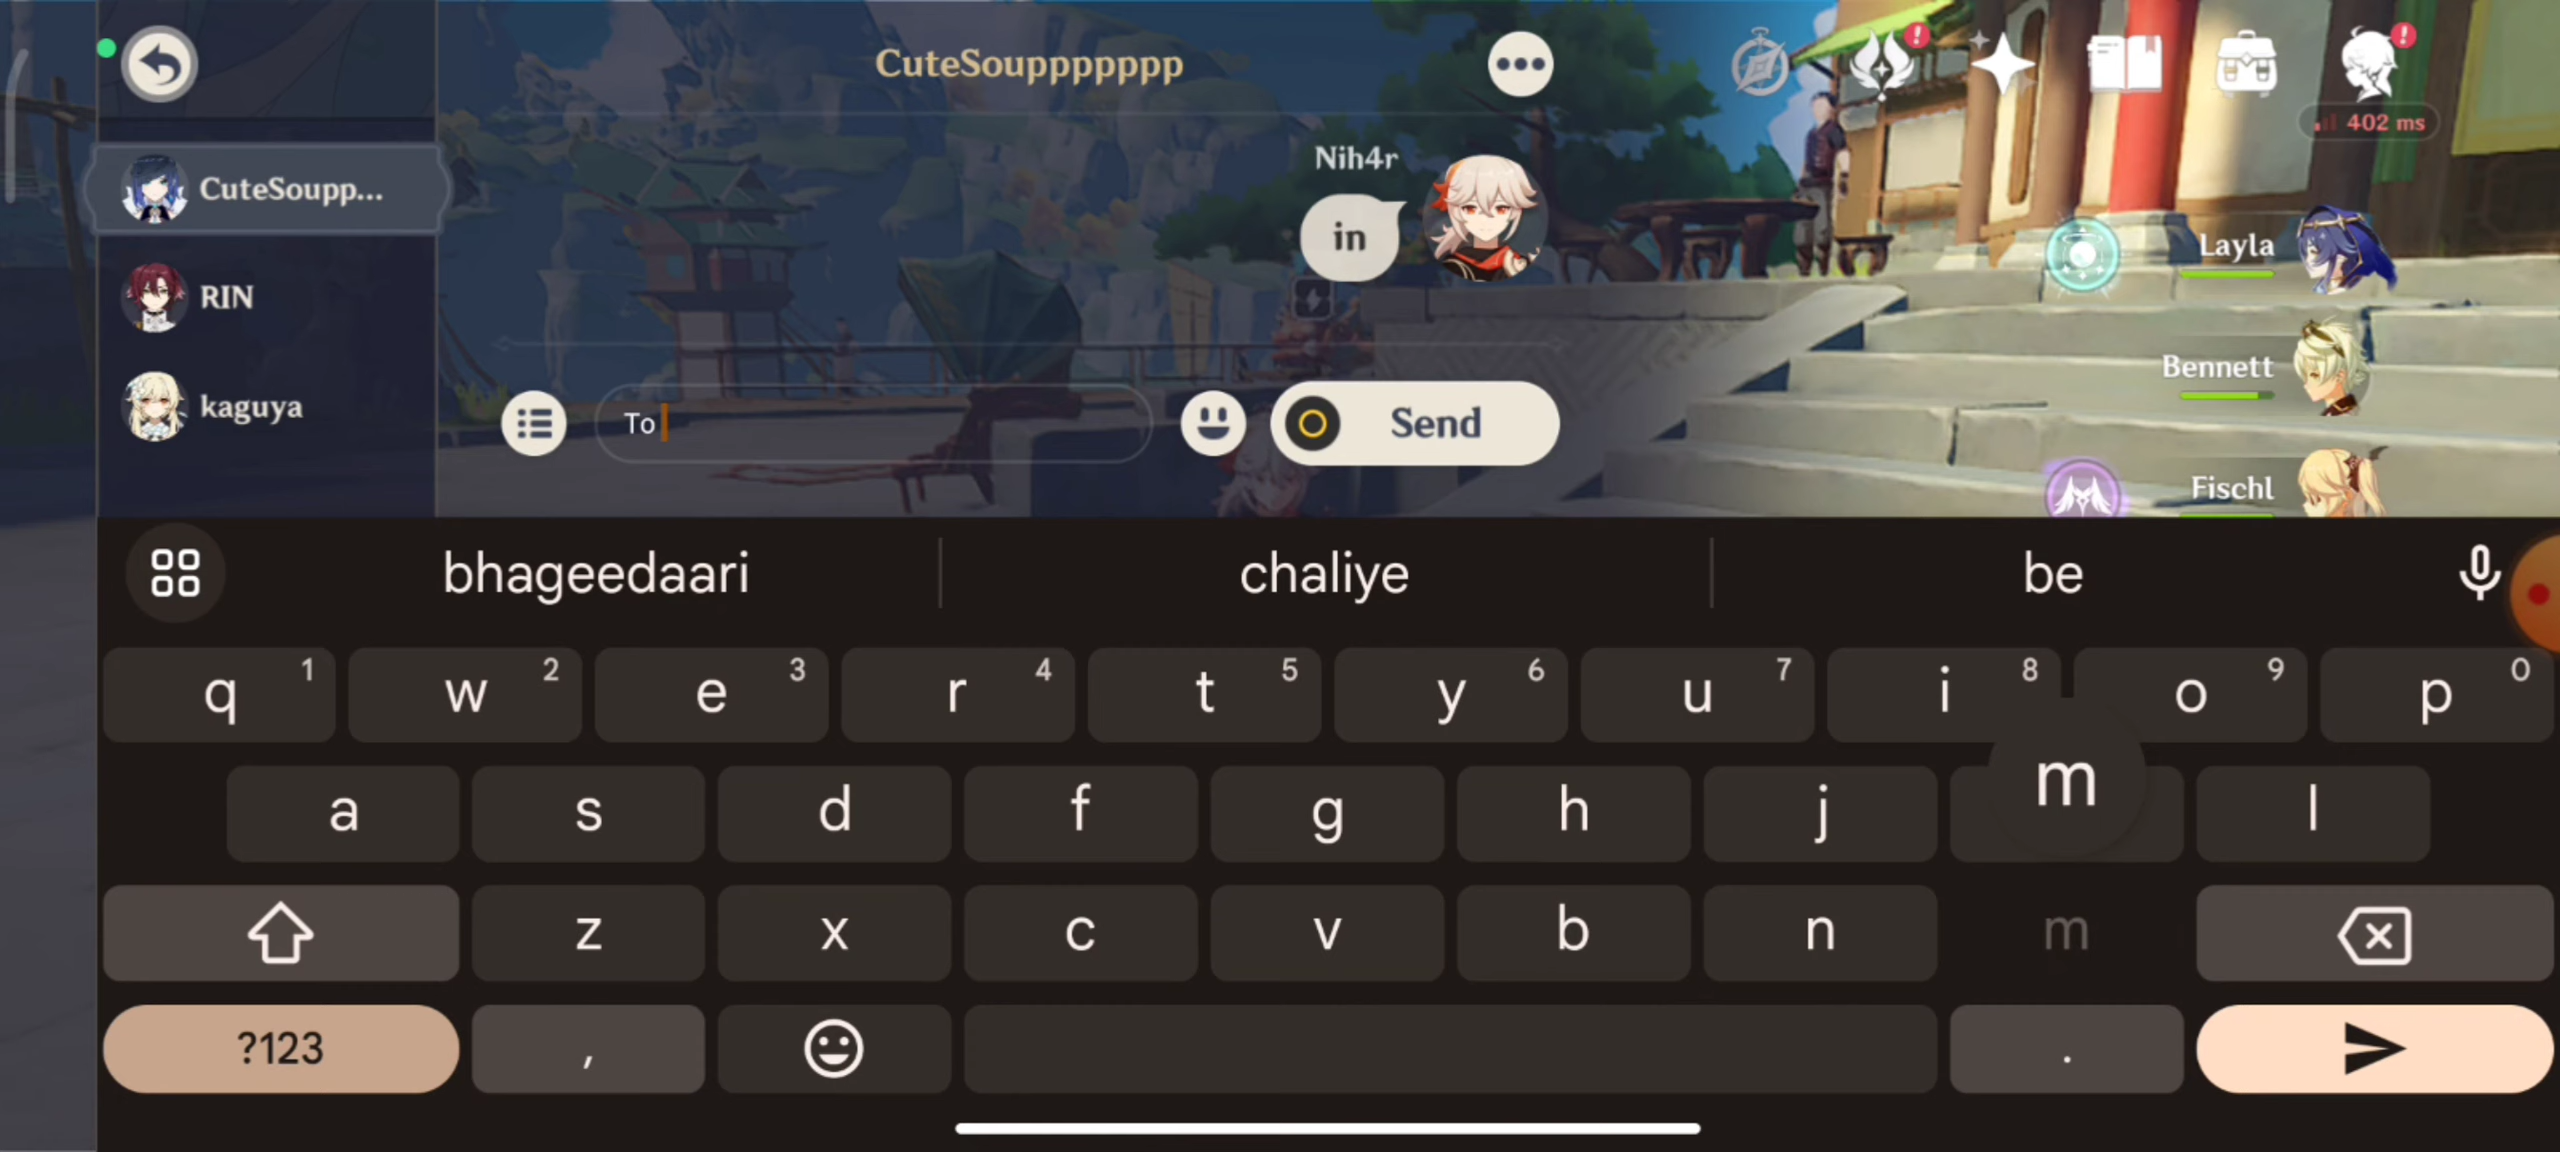 CuteSouppppppp
402 ms
Nih4r
in
CuteSoupp...
RIN
kaguya
Layla
Bennett
Fischl
To
Send
bhageedaari chaliye be
q 1 w 2 e 3 r 4 t 5 y 6 u 7 i 8 o 9 p 0
a s d f g h j m l
z x c v b n m
?123 , .